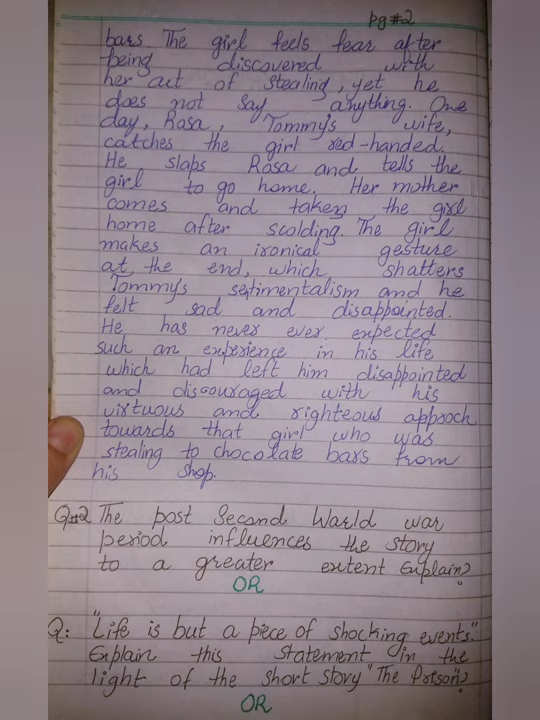 pg#2
bars. The girl feels fear after
being discovered with
her act of stealing, yet he
does not say anything. One
day, Rosa, Tommy's wife,
catches the girl red-handed.
He slaps Rosa and tells the
girl to go home. Her mother
comes and taken the girl
home after scolding. The girl
makes an ironical gesture
at the end, which shatters
Tommy's setimentalism and he
felt sad and disappointed.
He has never ever expected
such an experience in his life
which had left him disappointed
and discouraged with his
virtuous and righteous approch
towards that girl who was
stealing to chocolate bars from
his shop.
Q#2 The post Second World war
period influences the story
to a greater extent Explain?
OR
Q: "Life is but a piece of shocking events."
Explain this statement in the
light of the short story "The Prison"?
OR